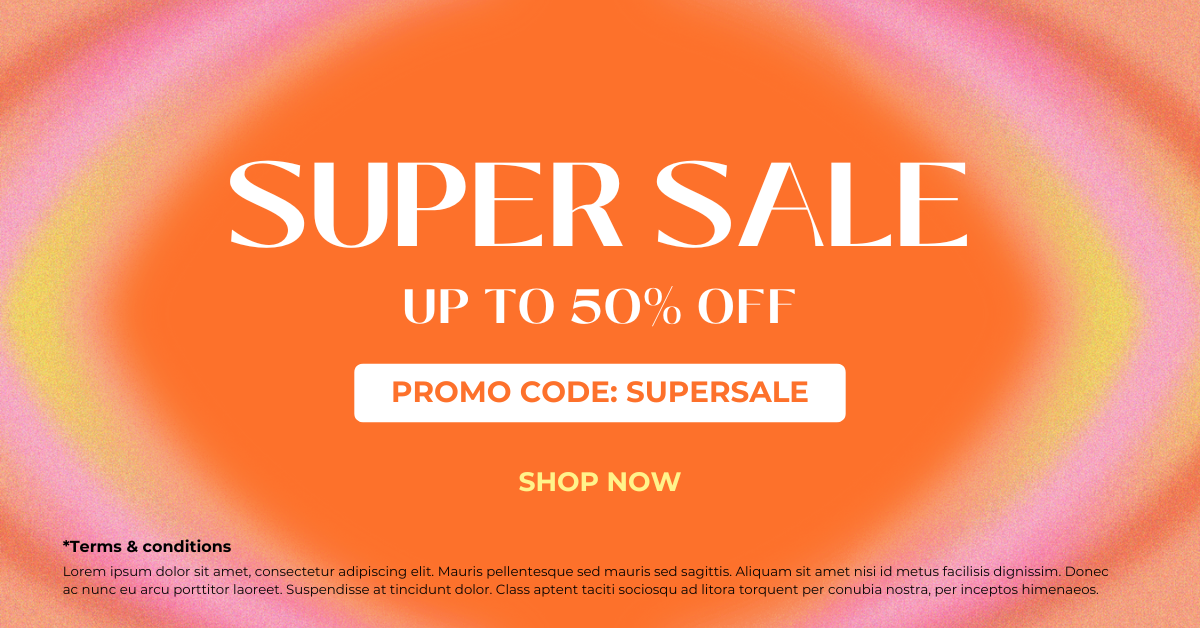 SUPER SALE
UP TO 50% OFF
PROMO CODE: SUPERSALE
SHOP NOW
*Terms & conditions
Lorem ipsum dolor sit amet, consectetur adipiscing elit. Mauris pellentesque sed mauris sed sagittis. Aliquam sit amet nisi id metus facilisis dignissim. Donec
ac nunc eu arcu porttitor laoreet. Suspendisse at tincidunt dolor. Class aptent taciti sociosqu ad litora torquent per conubia nostra, per inceptos himenaeos.